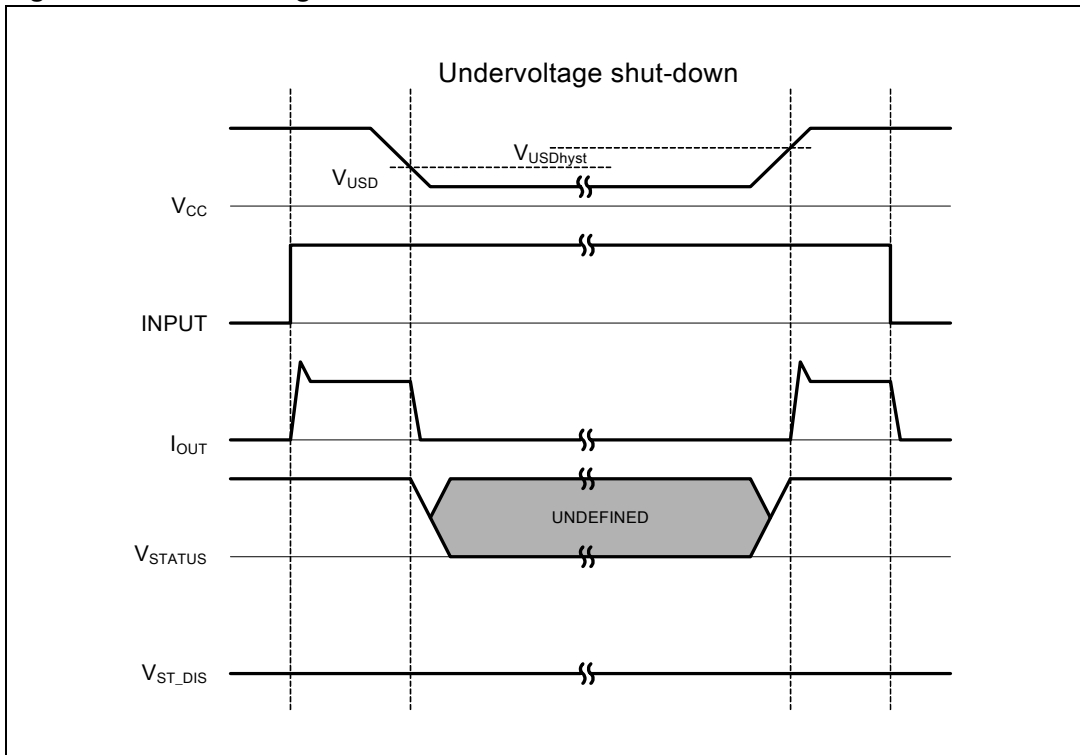 Undervoltage shut-down
VUSDhyst
VUSD
VCC
INPUT
IOUT
UNDEFINED
VSTATUS
VST_DIS